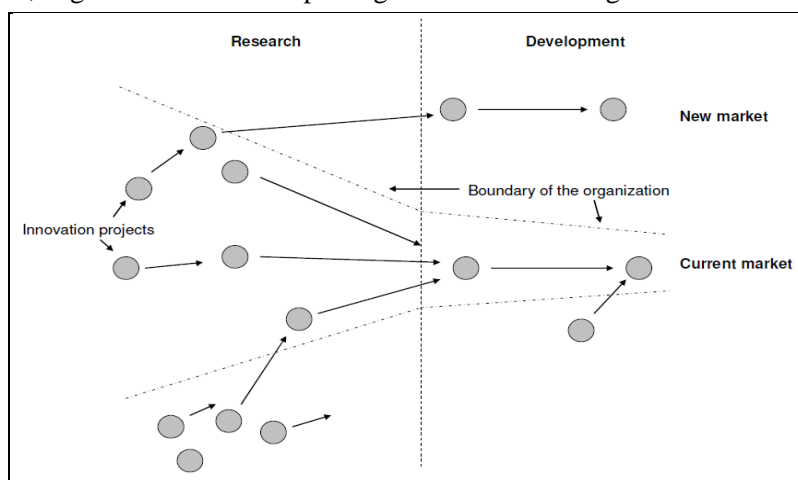 Research
Development
New market
Boundary of the organization
Innovation projects
Current market